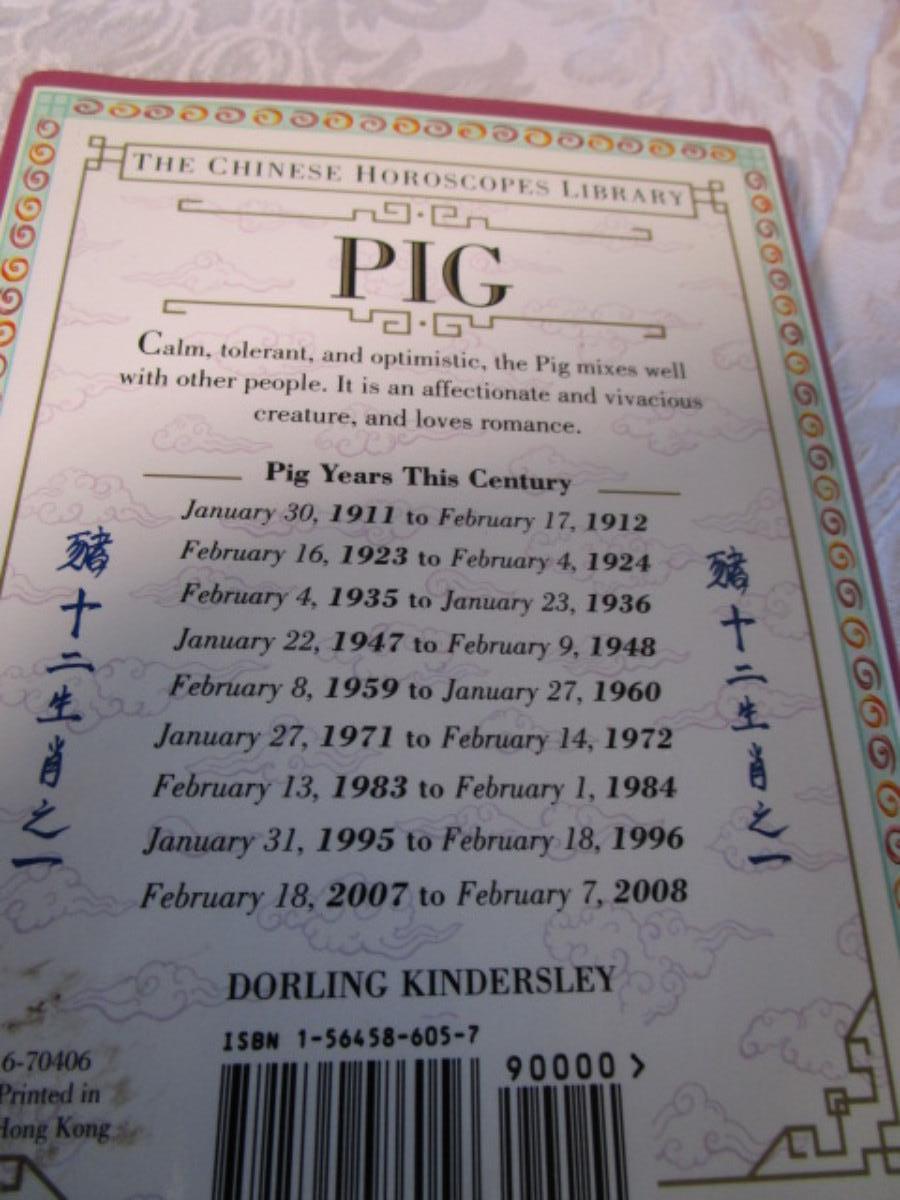 THE CHINESE HOROSCOPES LIBRARY
PIG
Calm, tolerant, and optimistic, the Pig mixes well
with other people. It is an affectionate and vivacious
creature, and loves romance.
Pig Years This Century
January 30, 1911 to February 17, 1912
February 16, 1923 to February 4, 1924
February 4, 1935 to January 23, 1936
January 22, 1947 to February 9, 1948
February 8, 1959 to January 27, 1960
January 27, 1971 to February 14, 1972
February 13, 1983 to February 1, 1984
January 31, 1995 to February 18, 1996
February 18, 2007 to February 7, 2008
豬十二生肖之一
豬十二生肖之一
DORLING KINDERSLEY
ISBN 1-56458-605-7
90000 >
6-70406
Printed in
Hong Kong